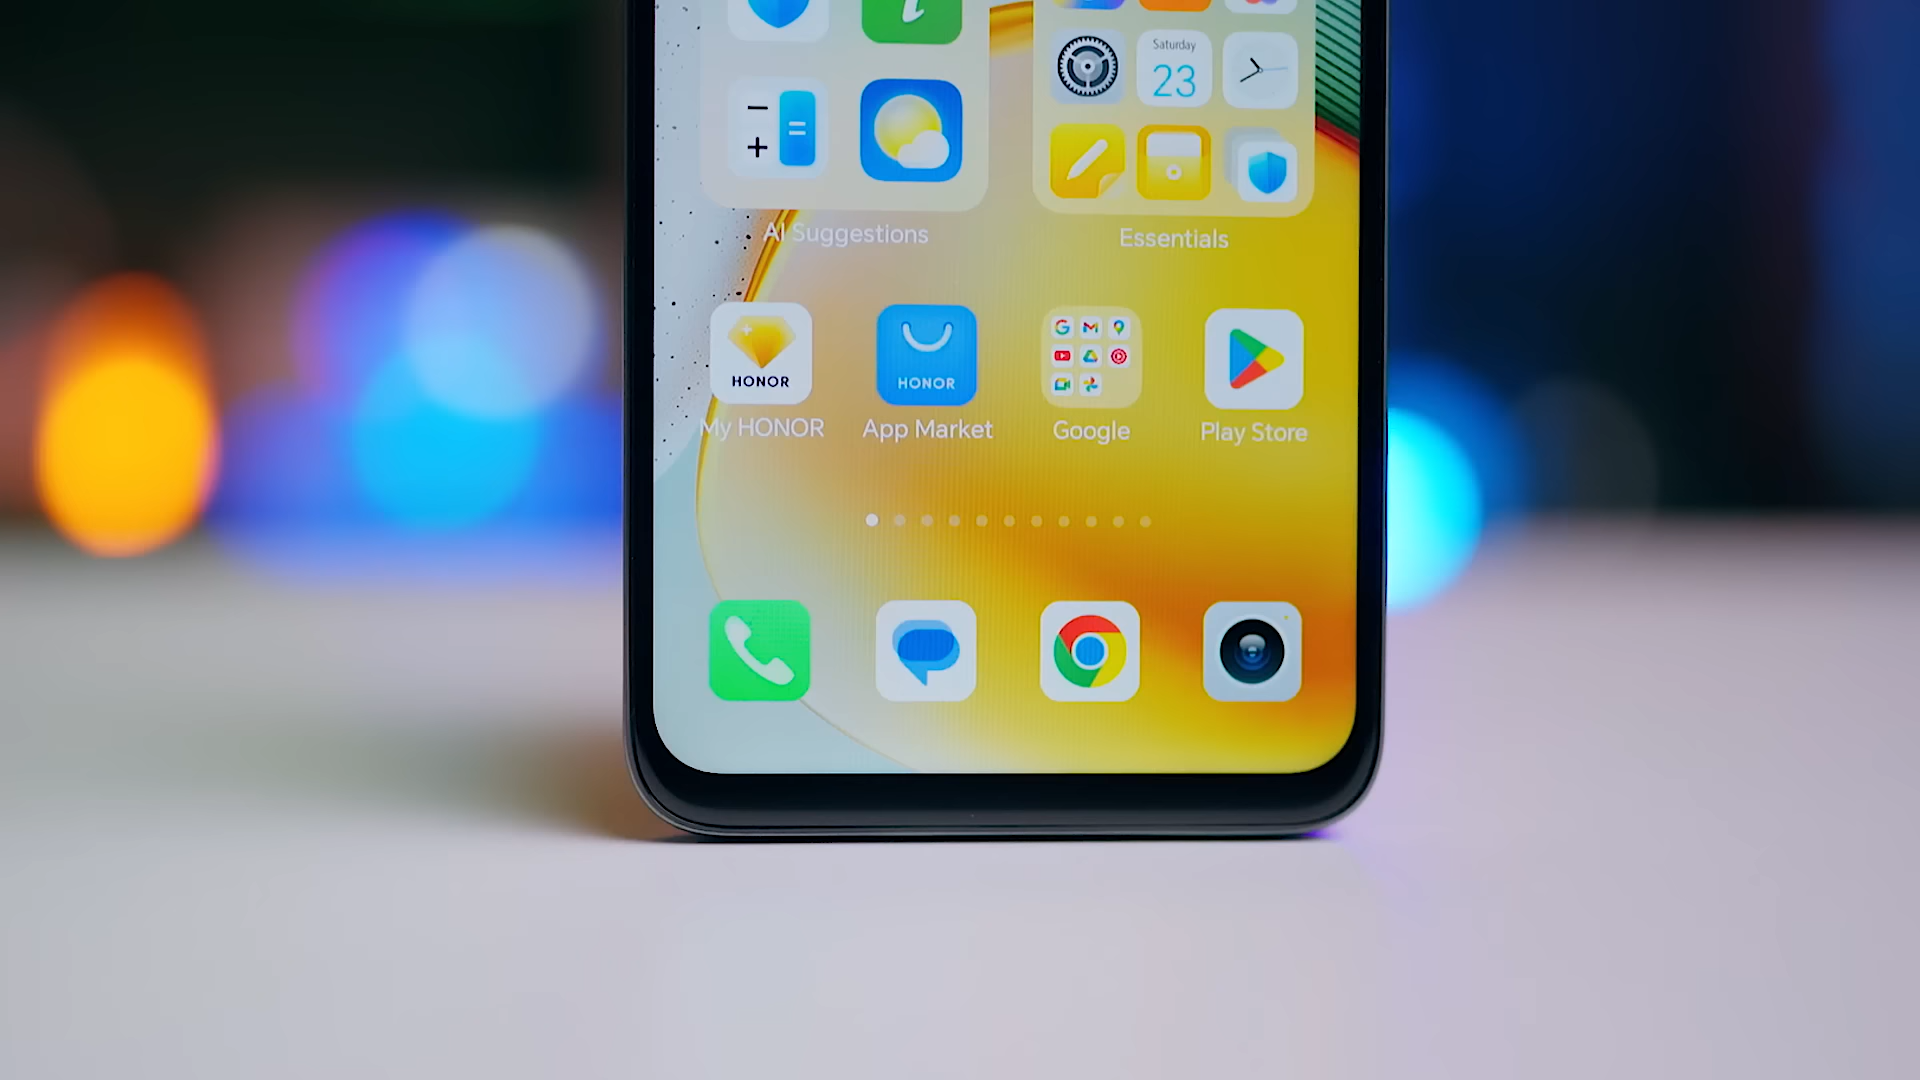 Saturday
23
AI Suggestions
Essentials
HONOR
HONOR
My HONOR
App Market
Google
Play Store